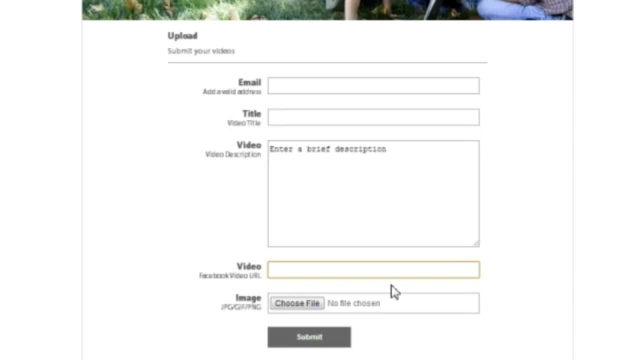 Upload
Submit your videos
Email
Add a valid address
Title
Video Title
Video
Video Description
Enter a brief description
Video
Facebook Video URL
Image
JPG/GIF/PNG
Choose File No file chosen
Submit